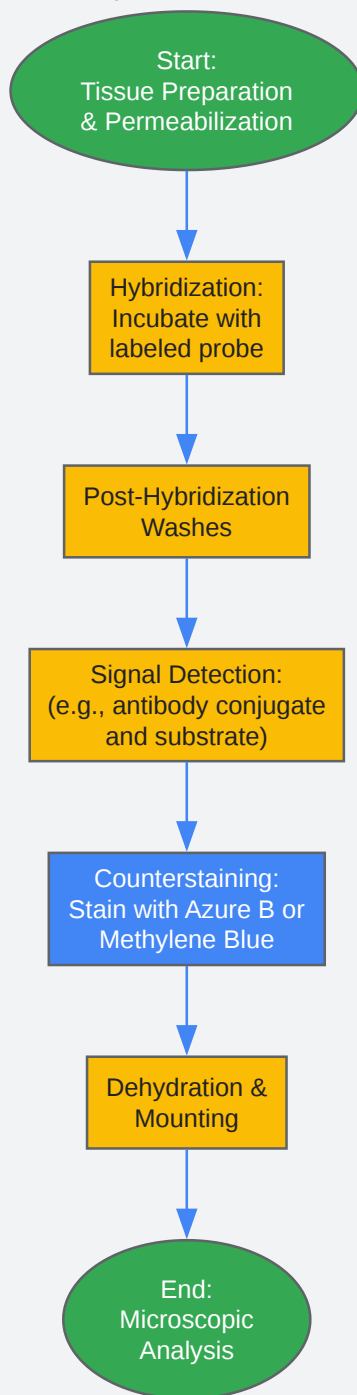 Start:
Tissue Preparation
& Permeabilization
Hybridization:
Incubate with
labeled probe
Post-Hybridization
Washes
Signal Detection:
(e.g., antibody conjugate
and substrate)
Counterstaining:
Stain with Azure B or
Methylene Blue
Dehydration &
Mounting
End:
Microscopic
Analysis